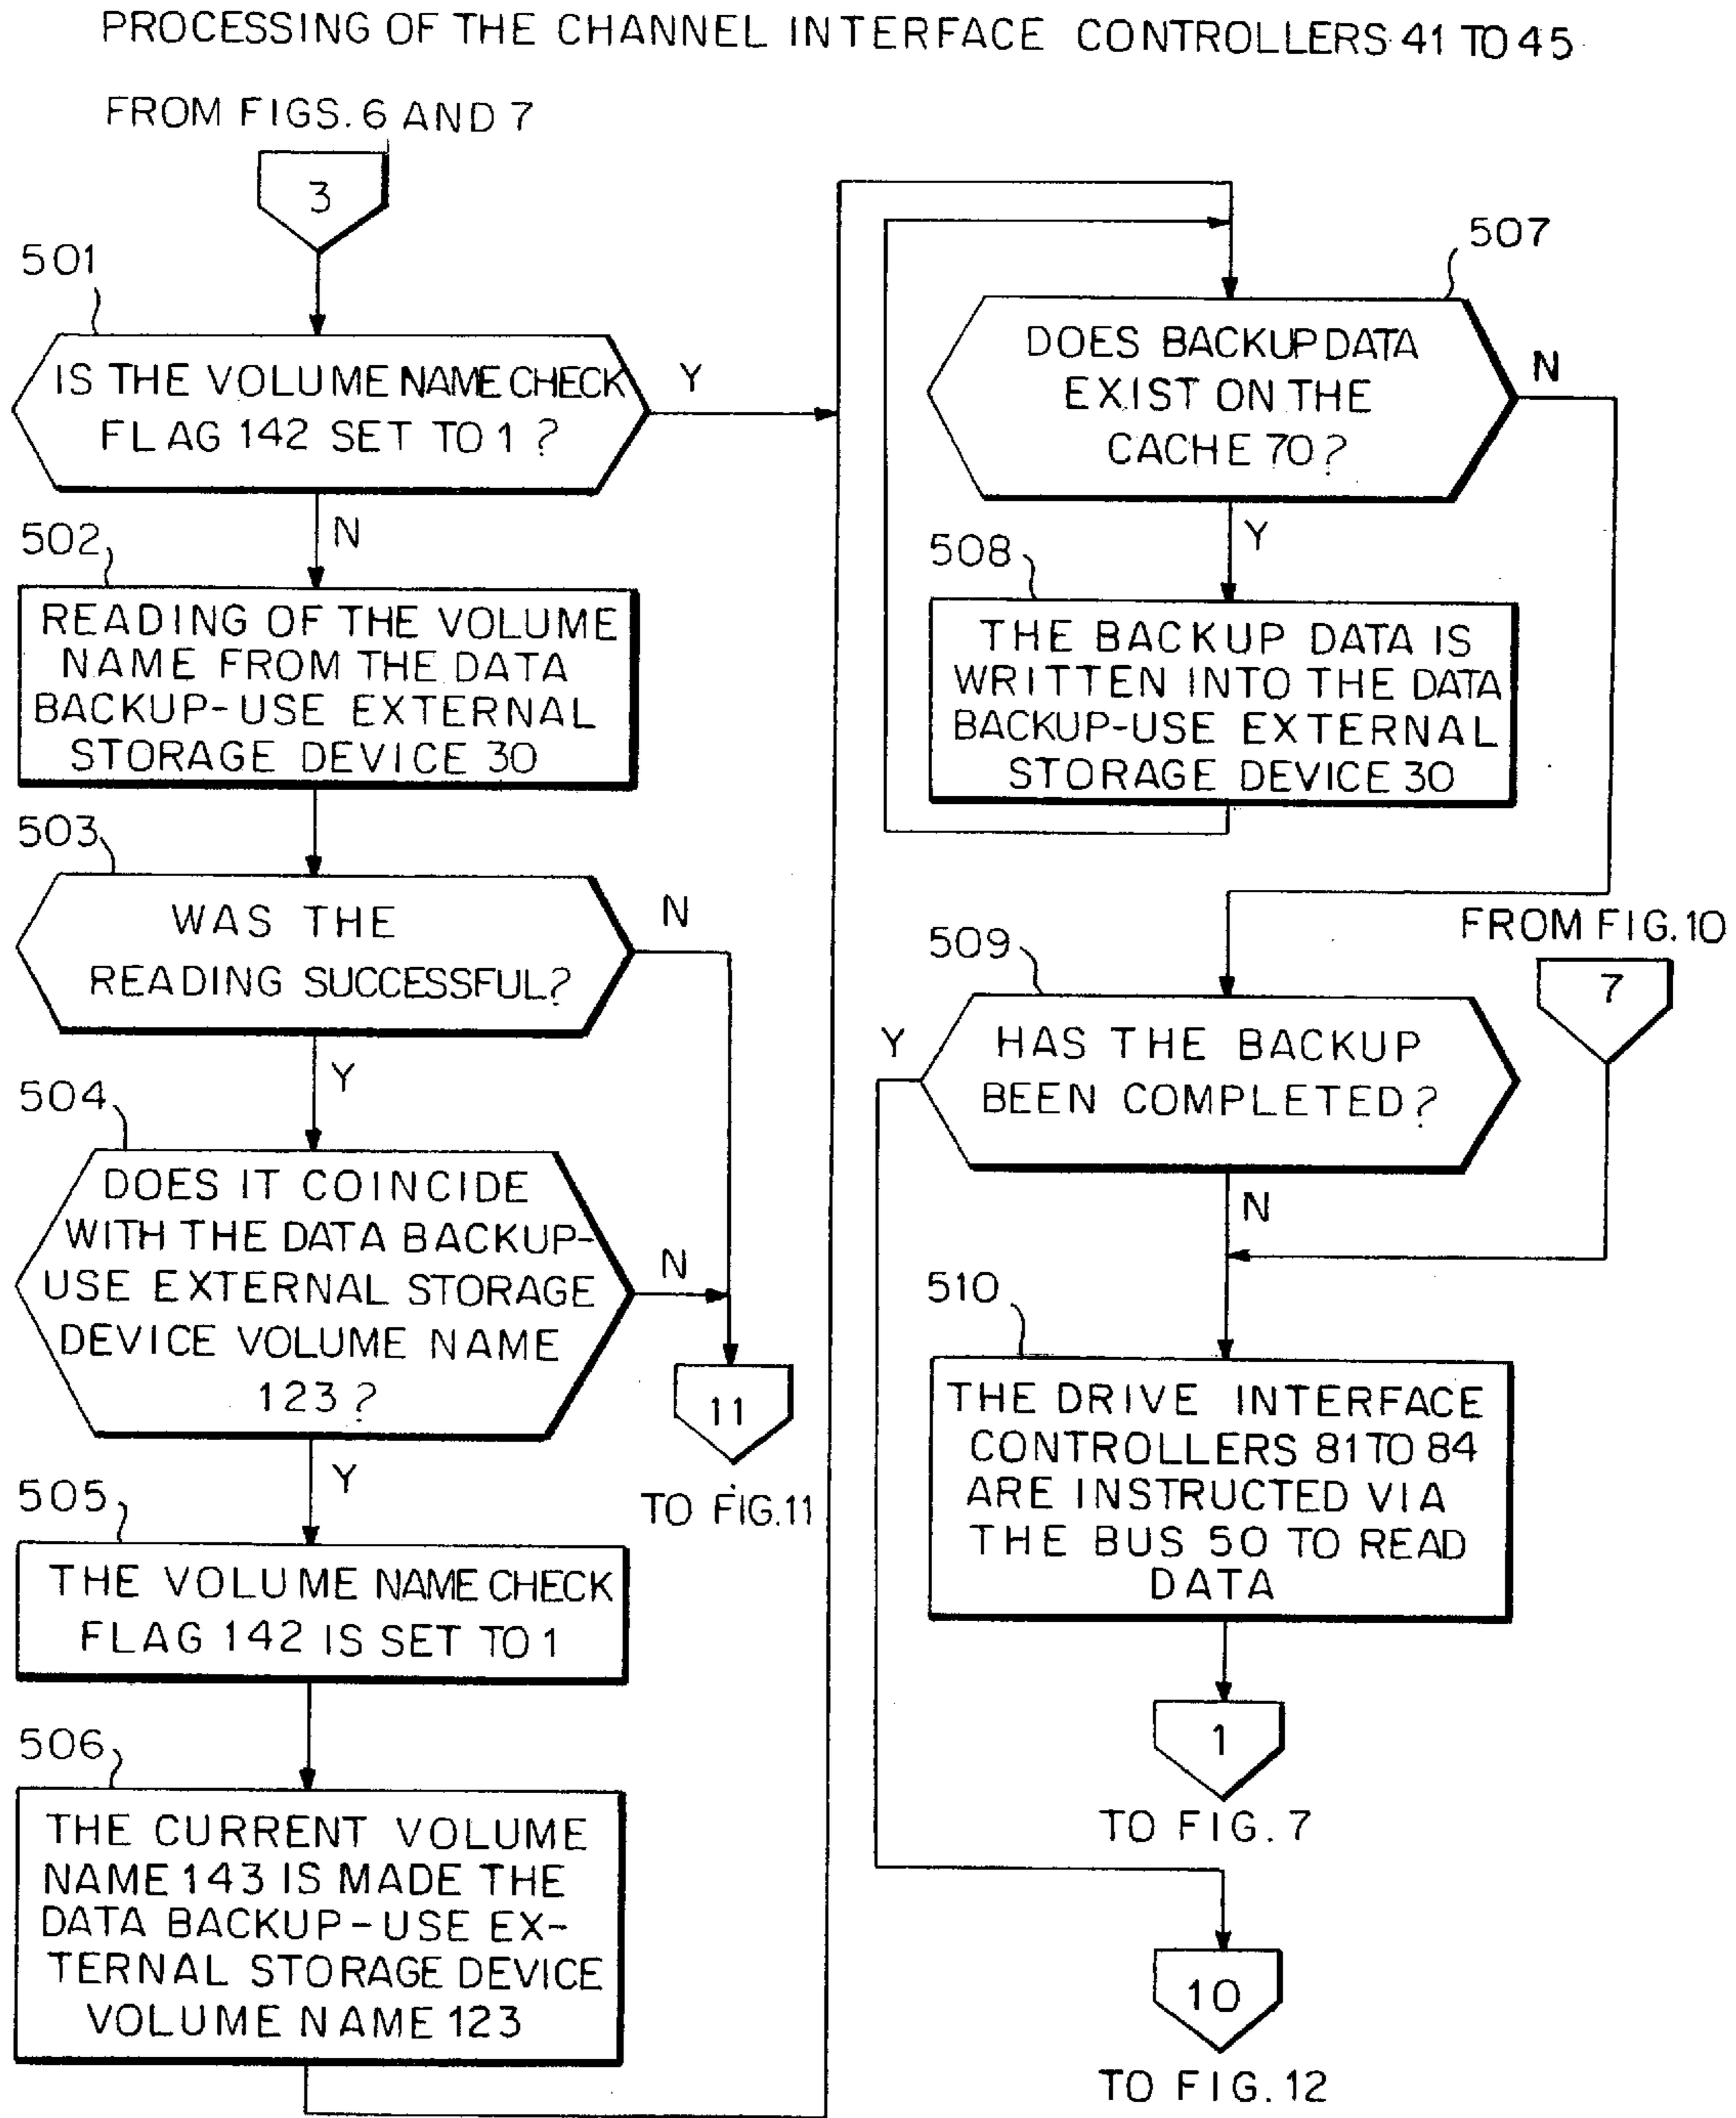 PROCESSING OF THE CHANNEL INTERFACE CONTROLLERS 41 TO 45
FROM FIGS. 6 AND 7
3
501
IS THE VOLUME NAME CHECK
FLAG 142 SET TO 1 ?
Y
N
502
READING OF THE VOLUME
NAME FROM THE DATA
BACKUP-USE EXTERNAL
STORAGE DEVICE 30
503
WAS THE
READING SUCCESSFUL?
N
Y
504
DOES IT COINCIDE
WITH THE DATA BACKUP-
USE EXTERNAL STORAGE
DEVICE VOLUME NAME
123 ?
N
Y
11
TO FIG.11
505
THE VOLUME NAME CHECK
FLAG 142 IS SET TO 1
506
THE CURRENT VOLUME
NAME 143 IS MADE THE
DATA BACKUP-USE EX-
TERNAL STORAGE DEVICE
VOLUME NAME 123
507
DOES BACKUP DATA
EXIST ON THE
CACHE 70 ?
N
Y
508
THE BACKUP DATA IS
WRITTEN INTO THE DATA
BACKUP-USE EXTERNAL
STORAGE DEVICE 30
FROM FIG.10
7
509
HAS THE BACKUP
BEEN COMPLETED ?
Y
N
510
THE DRIVE INTERFACE
CONTROLLERS 81 TO 84
ARE INSTRUCTED VIA
THE BUS 50 TO READ
DATA
1
TO FIG. 7
10
TO FIG. 12